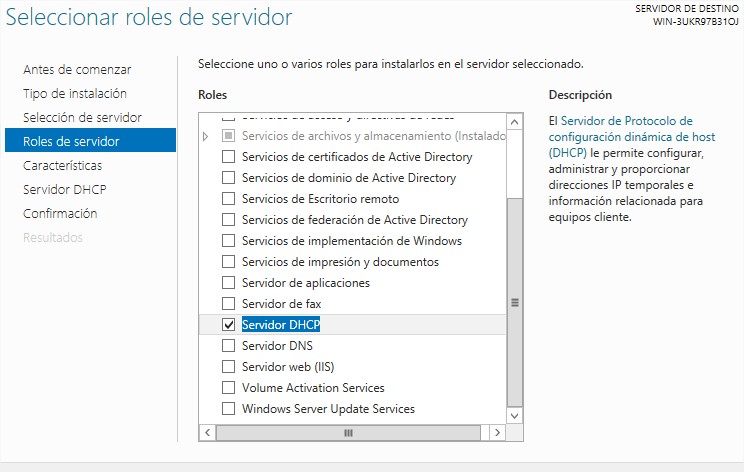 Seleccionar roles de servidor
SERVIDOR DE DESTINO
WIN-3UKR97B31OJ
Antes de comenzar
Tipo de instalación
Selección de servidor
Roles de servidor
Características
Servidor DHCP
Confirmación
Resultados
Seleccione uno o varios roles para instalarlos en el servidor seleccionado.
Roles
Servicios de acceso y directivas de redes
Servicios de archivos y almacenamiento (Instalado
Servicios de certificados de Active Directory
Servicios de dominio de Active Directory
Servicios de Escritorio remoto
Servicios de federación de Active Directory
Servicios de implementación de Windows
Servicios de impresión y documentos
Servidor de aplicaciones
Servidor de fax
Servidor DHCP
Servidor DNS
Servidor web (IIS)
Volume Activation Services
Windows Server Update Services
Descripción
El Servidor de Protocolo de
configuración dinámica de host
(DHCP) le permite configurar,
administrar y proporcionar
direcciones IP temporales e
información relacionada para
equipos cliente.